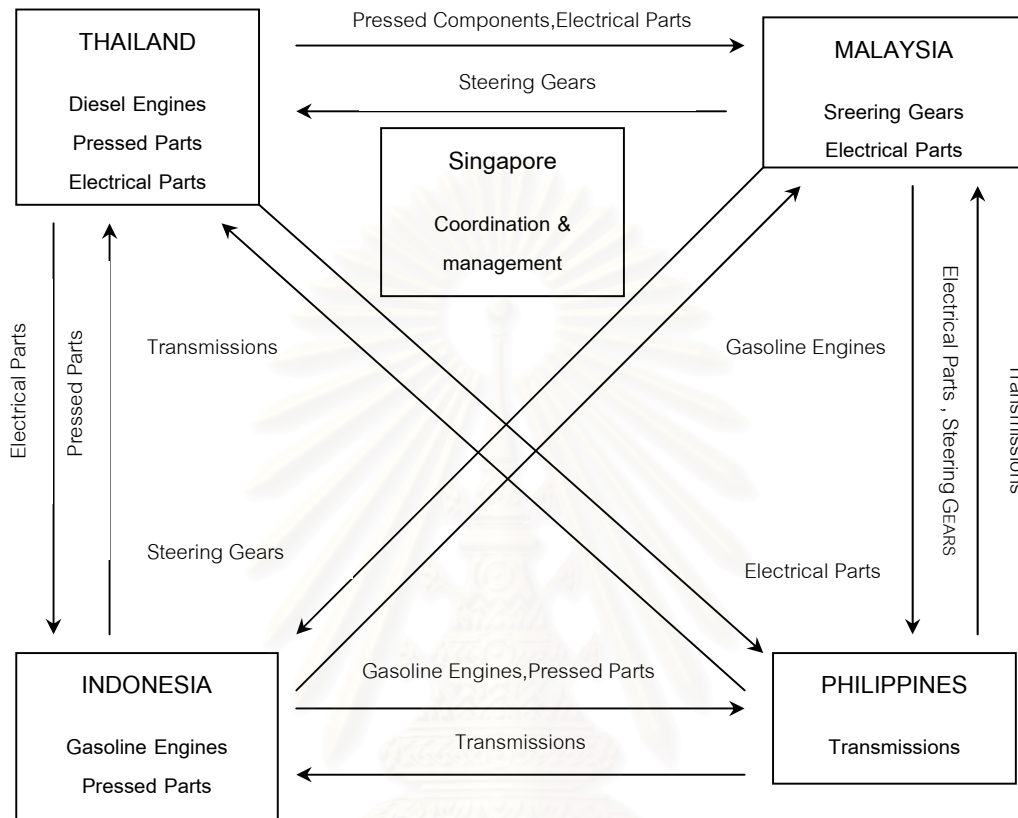 Pressed Components,Electrical Parts
THAILAND
Diesel Engines
Pressed Parts
Electrical Parts
Steering Gears
MALAYSIA
Sreering Gears
Electrical Parts
Singapore
Coordination &
management
Electrical Parts
Pressed Parts
Transmissions
Gasoline Engines
Electrical Parts , Steering GEARS
Transmissions
Steering Gears
Electrical Parts
INDONESIA
Gasoline Engines
Pressed Parts
Gasoline Engines,Pressed Parts
Transmissions
PHILIPPINES
Transmissions